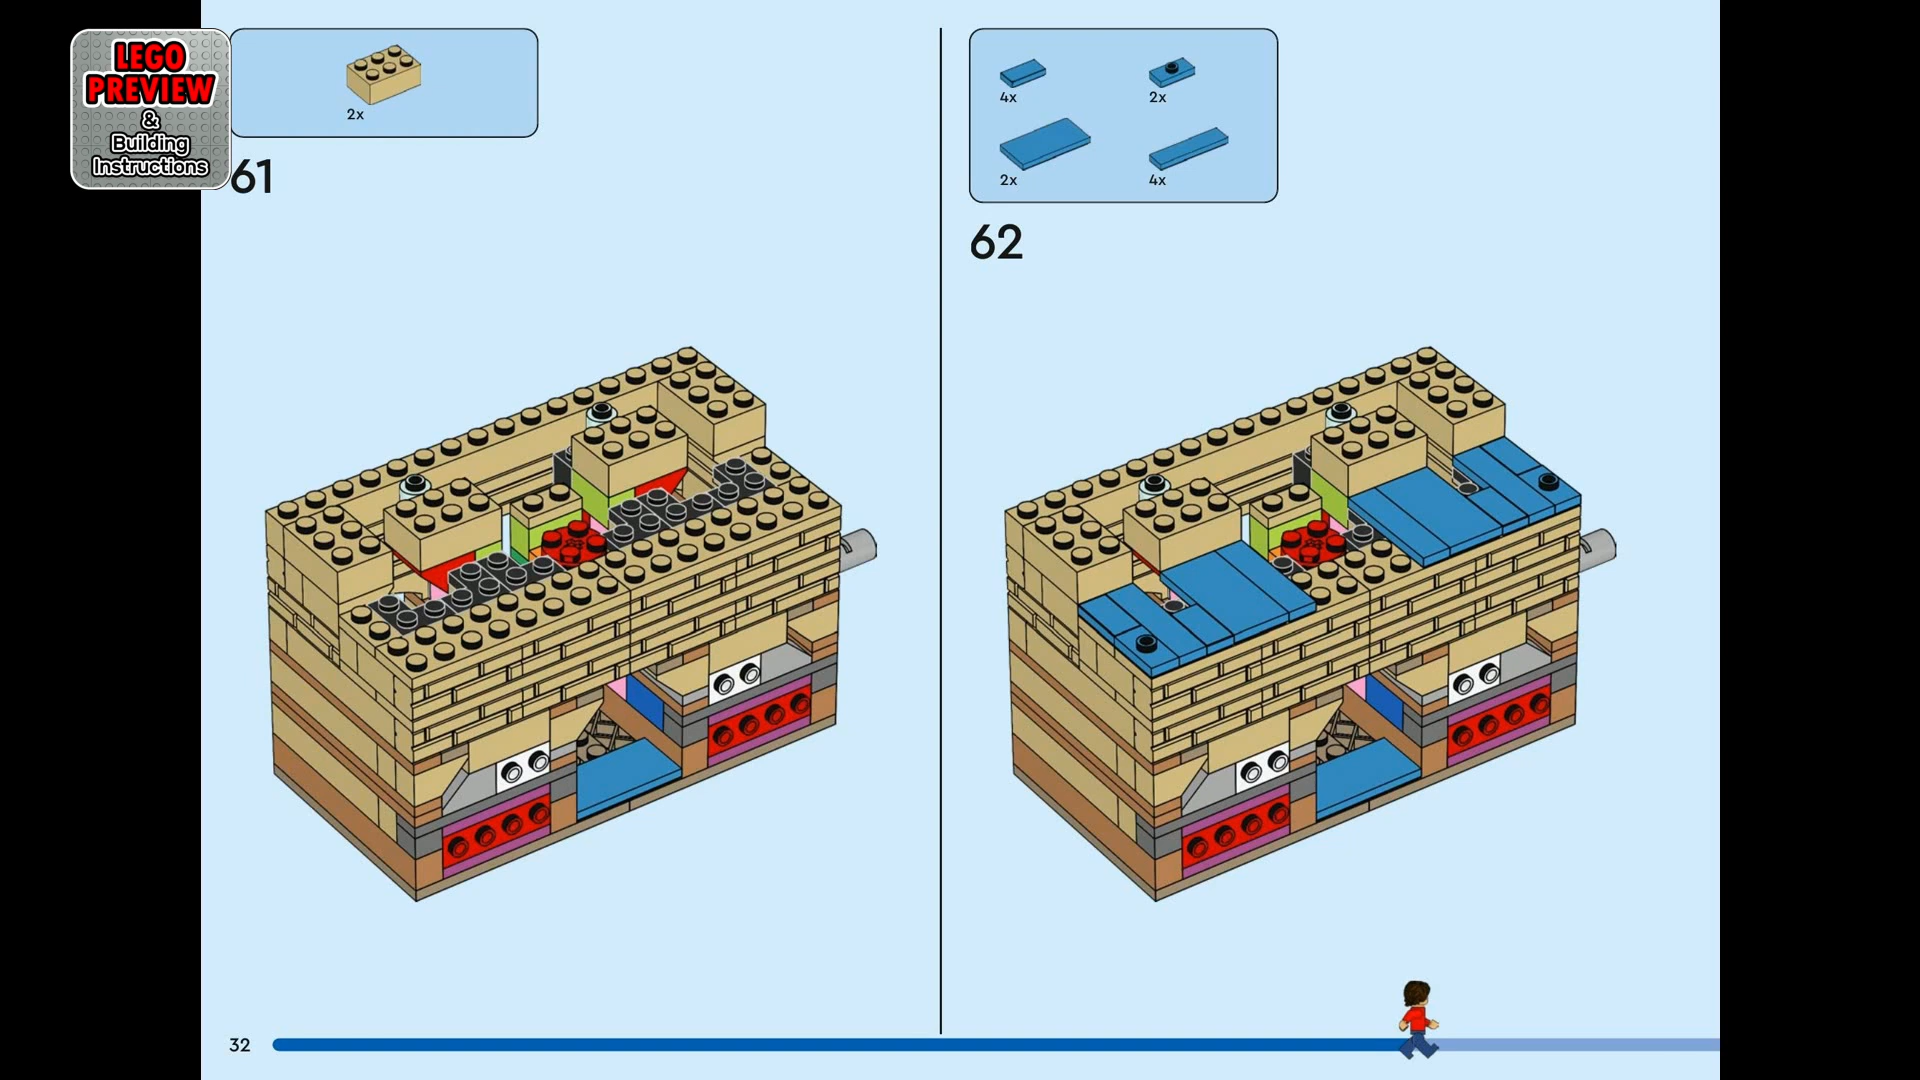 LEGO
PREVIEW
&
Building
Instructions
2x
61
4x
2x
2x
4x
62
32